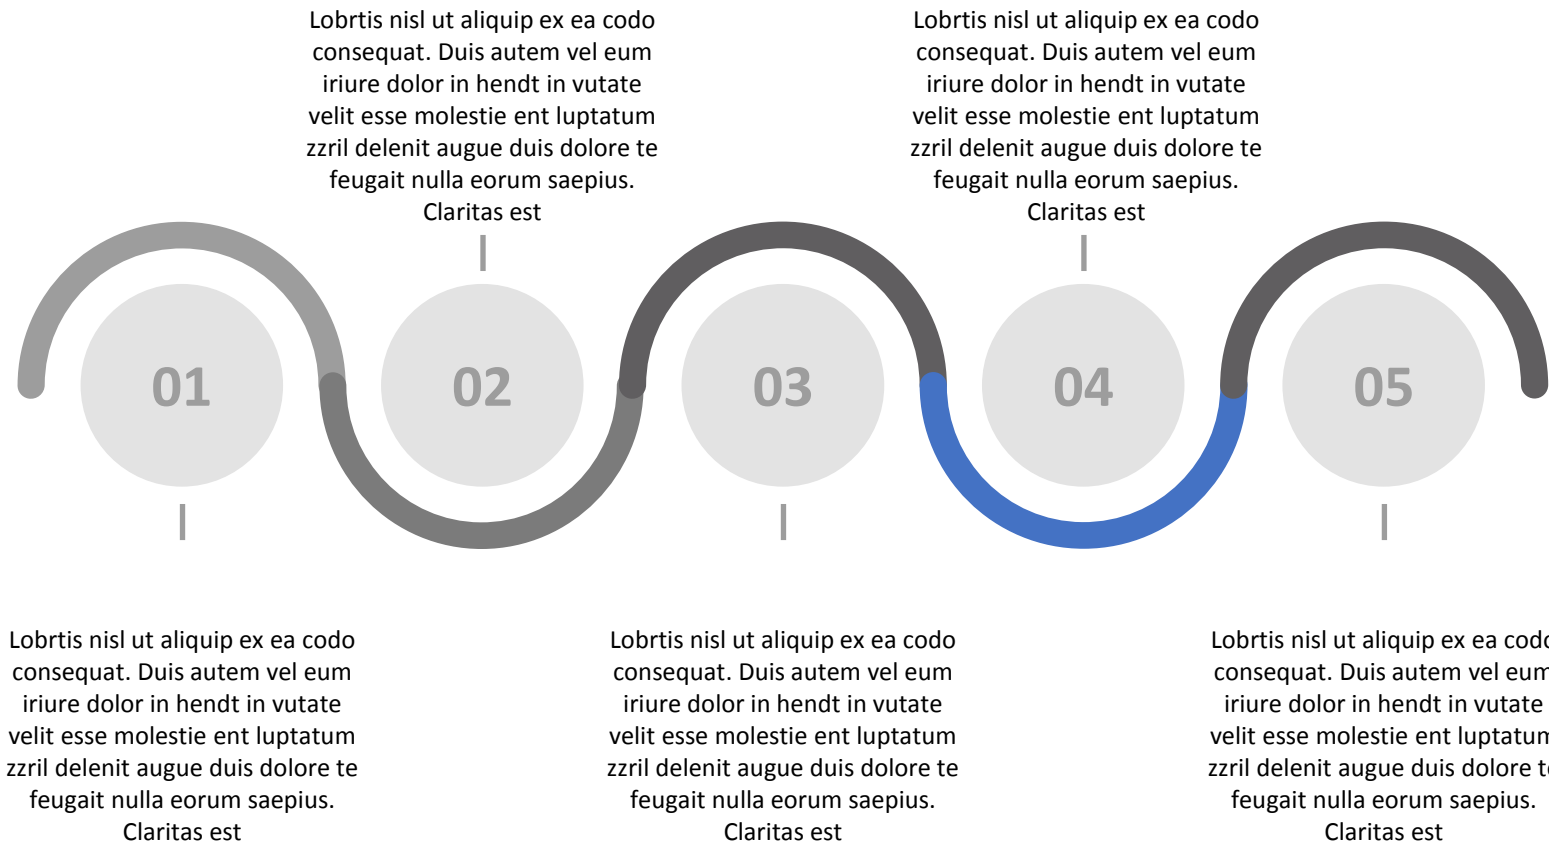 Lobrtis nisl ut aliquip ex ea codo
consequat. Duis autem vel eum
iriure dolor in hendt in vutate
velit esse molestie ent luptatum
zzril delenit augue duis dolore te
feugait nulla eorum saepius.
Claritas est
Lobrtis nisl ut aliquip ex ea codo
consequat. Duis autem vel eum
iriure dolor in hendt in vutate
velit esse molestie ent luptatum
zzril delenit augue duis dolore te
feugait nulla eorum saepius.
Claritas est
01
02
03
04
05
Lobrtis nisl ut aliquip ex ea codo
consequat. Duis autem vel eum
iriure dolor in hendt in vutate
velit esse molestie ent luptatum
zzril delenit augue duis dolore te
feugait nulla eorum saepius.
Claritas est
Lobrtis nisl ut aliquip ex ea codo
consequat. Duis autem vel eum
iriure dolor in hendt in vutate
velit esse molestie ent luptatum
zzril delenit augue duis dolore te
feugait nulla eorum saepius.
Claritas est
Lobrtis nisl ut aliquip ex ea codo
consequat. Duis autem vel eum
iriure dolor in hendt in vutate
velit esse molestie ent luptatum
zzril delenit augue duis dolore te
feugait nulla eorum saepius.
Claritas est